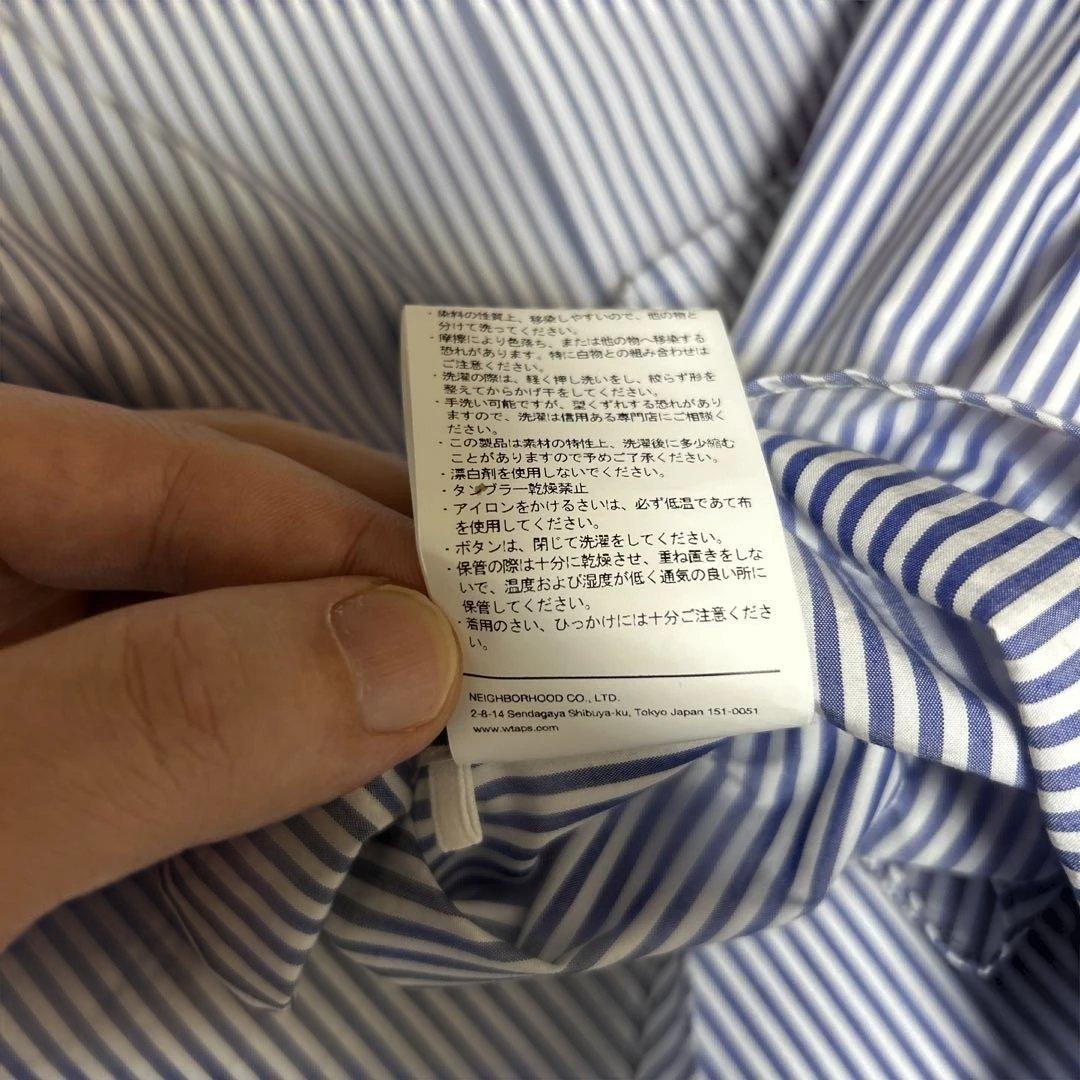 ・染料の性質上、移染しやすいので、他の物と
分けて洗ってください。
・摩擦により色落ち、または他の物へ移染する
恐れがあります。特に白物との組み合わせは
ご注意ください。
・洗濯の際は、軽く押し洗いをし、絞らず形を
整えてからかげ干をしてください。
・手洗い可能ですが、型くずれする恐れがあり
ますので、洗濯は信用ある専門店にご相談く
ださい。
・この製品は素材の特性上、洗濯後に多少縮む
ことがありますので予めご了承ください。
・漂白剤を使用しないでください。
・タンブラー乾燥禁止
・アイロンをかけるさいは、必ず低温であて布
を使用してください。
・ボタンは、閉じて洗濯をしてください。
・保管の際は十分に乾燥させ、重ね置きをしな
いで、温度および湿度が低く通気の良い所に
保管してください。
・着用のさい、ひっかけには十分ご注意くださ
い。
NEIGHBORHOOD CO., LTD.
2-8-14 Sendagaya Shibuya-ku, Tokyo Japan 151-0051
www.wtaps.com